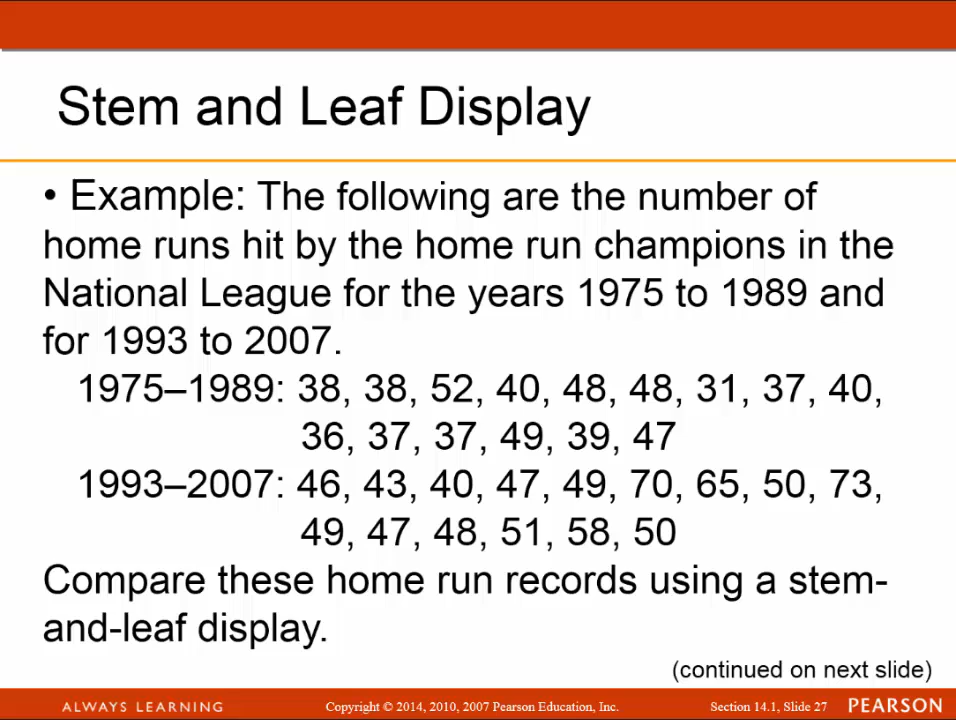 Stem and Leaf Display
• Example: The following are the number of
home runs hit by the home run champions in the
National League for the years 1975 to 1989 and
for 1993 to 2007.
1975–1989: 38, 38, 52, 40, 48, 48, 31, 37, 40,
36, 37, 37, 49, 39, 47
1993–2007: 46, 43, 40, 47, 49, 70, 65, 50, 73,
49, 47, 48, 51, 58, 50
Compare these home run records using a stem-
and-leaf display.
(continued on next slide)
ALWAYS LEARNING Copyright © 2014, 2010, 2007 Pearson Education, Inc. Section 14.1, Slide 27 PEARSON